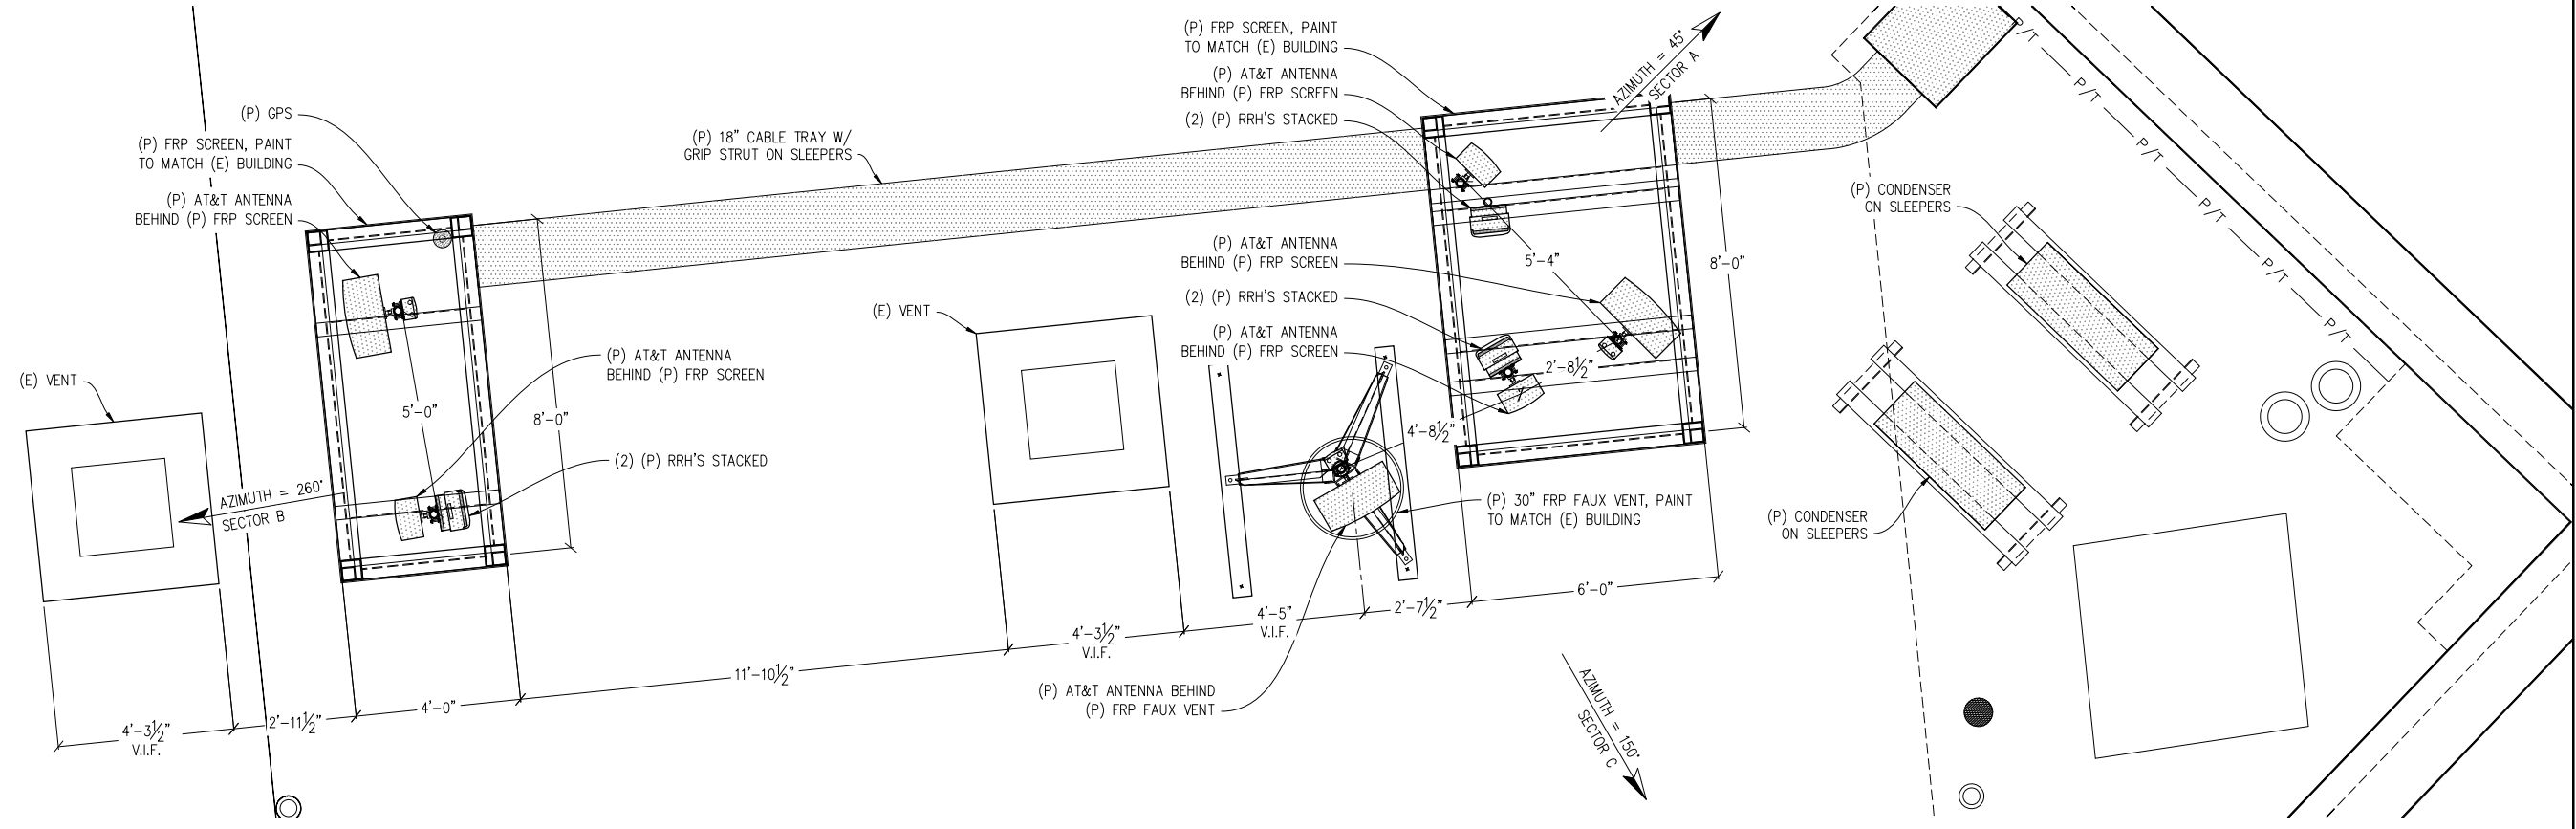 (P) GPS
(P) FRP SCREEN, PAINT
TO MATCH (E) BUILDING
(P) AT&T ANTENNA
BEHIND (P) FRP SCREEN
(P) 18" CABLE TRAY W/
GRIP STRUT ON SLEEPERS
(P) FRP SCREEN, PAINT
TO MATCH (E) BUILDING
(P) AT&T ANTENNA
BEHIND (P) FRP SCREEN
(2) (P) RRH'S STACKED
AZIMUTH = 45°
SECTOR A
(P) AT&T ANTENNA
BEHIND (P) FRP SCREEN
(2) (P) RRH'S STACKED
(P) AT&T ANTENNA
BEHIND (P) FRP SCREEN
5'-4"
8'-0"
2'-8½"
4'-8½"
P/T
P/T
P/T
P/T
P/T
P/T
(P) CONDENSER
ON SLEEPERS
(P) CONDENSER
ON SLEEPERS
(E) VENT
(E) VENT
(P) AT&T ANTENNA
BEHIND (P) FRP SCREEN
5'-0"
8'-0"
(2) (P) RRH'S STACKED
AZIMUTH = 260°
SECTOR B
(P) 30" FRP FAUX VENT, PAINT
TO MATCH (E) BUILDING
(P) AT&T ANTENNA BEHIND
(P) FRP FAUX VENT
AZIMUTH = 150°
SECTOR C
4'-3½"
V.I.F.
2'-11½"
4'-0"
11'-10½"
4'-3½"
V.I.F.
4'-5"
V.I.F.
2'-7½"
6'-0"